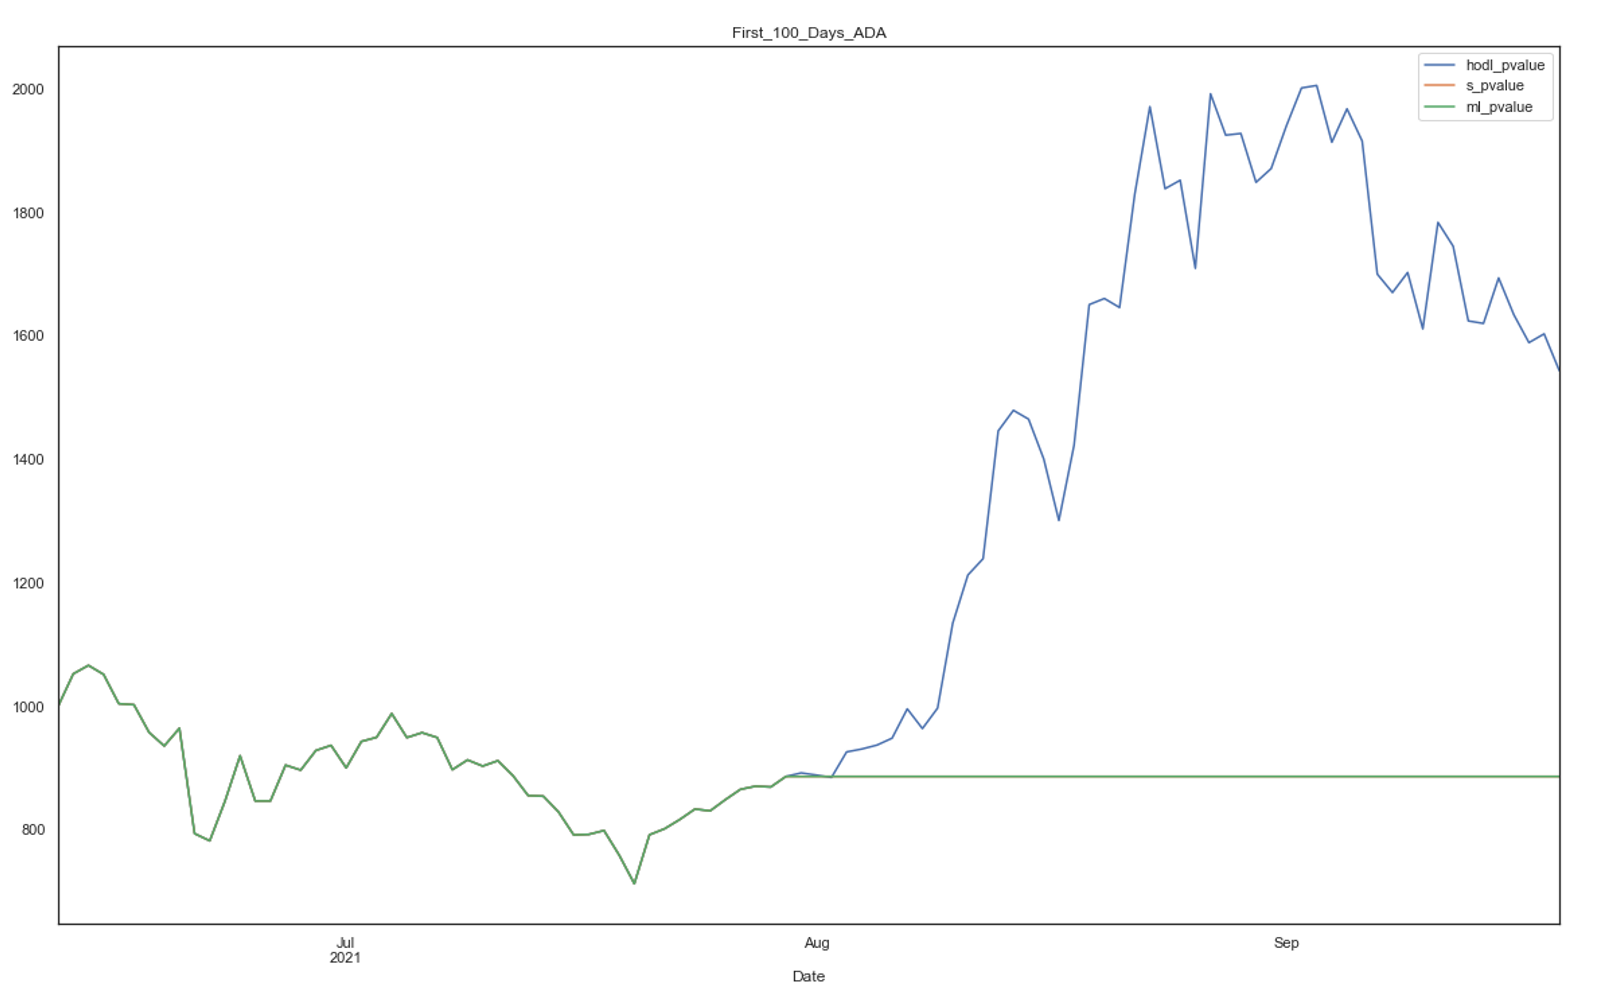 First_100_Days_ADA
hodl_pvalue
s_pvalue
ml_pvalue
2000
1800
1600
1400
1200
1000
800
Jul
2021
Aug
Sep
Date